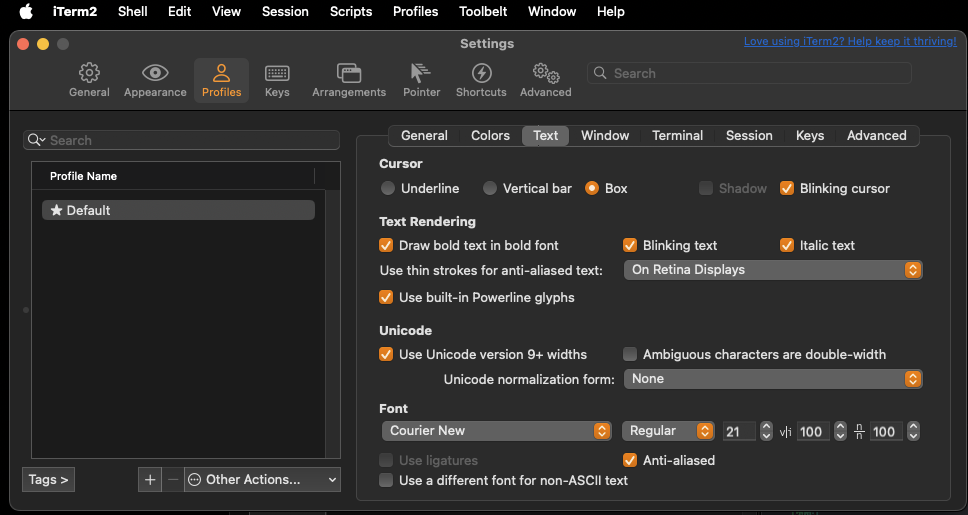 iTerm2 Shell Edit View Session Scripts Profiles Toolbelt Window Help
Settings
Love using iTerm2? Help keep it thriving!
General Appearance Profiles Keys Arrangements Pointer Shortcuts Advanced
Search
Search
Profile Name
Default
Tags >
+ − Other Actions...
General Colors Text Window Terminal Session Keys Advanced
Cursor
Underline Vertical bar Box Shadow Blinking cursor
Text Rendering
Draw bold text in bold font Blinking text Italic text
Use thin strokes for anti-aliased text: On Retina Displays
Use built-in Powerline glyphs
Unicode
Use Unicode version 9+ widths Ambiguous characters are double-width
Unicode normalization form: None
Font
Courier New Regular 21 v|i 100 n/n 100
Use ligatures Anti-aliased
Use a different font for non-ASCII text